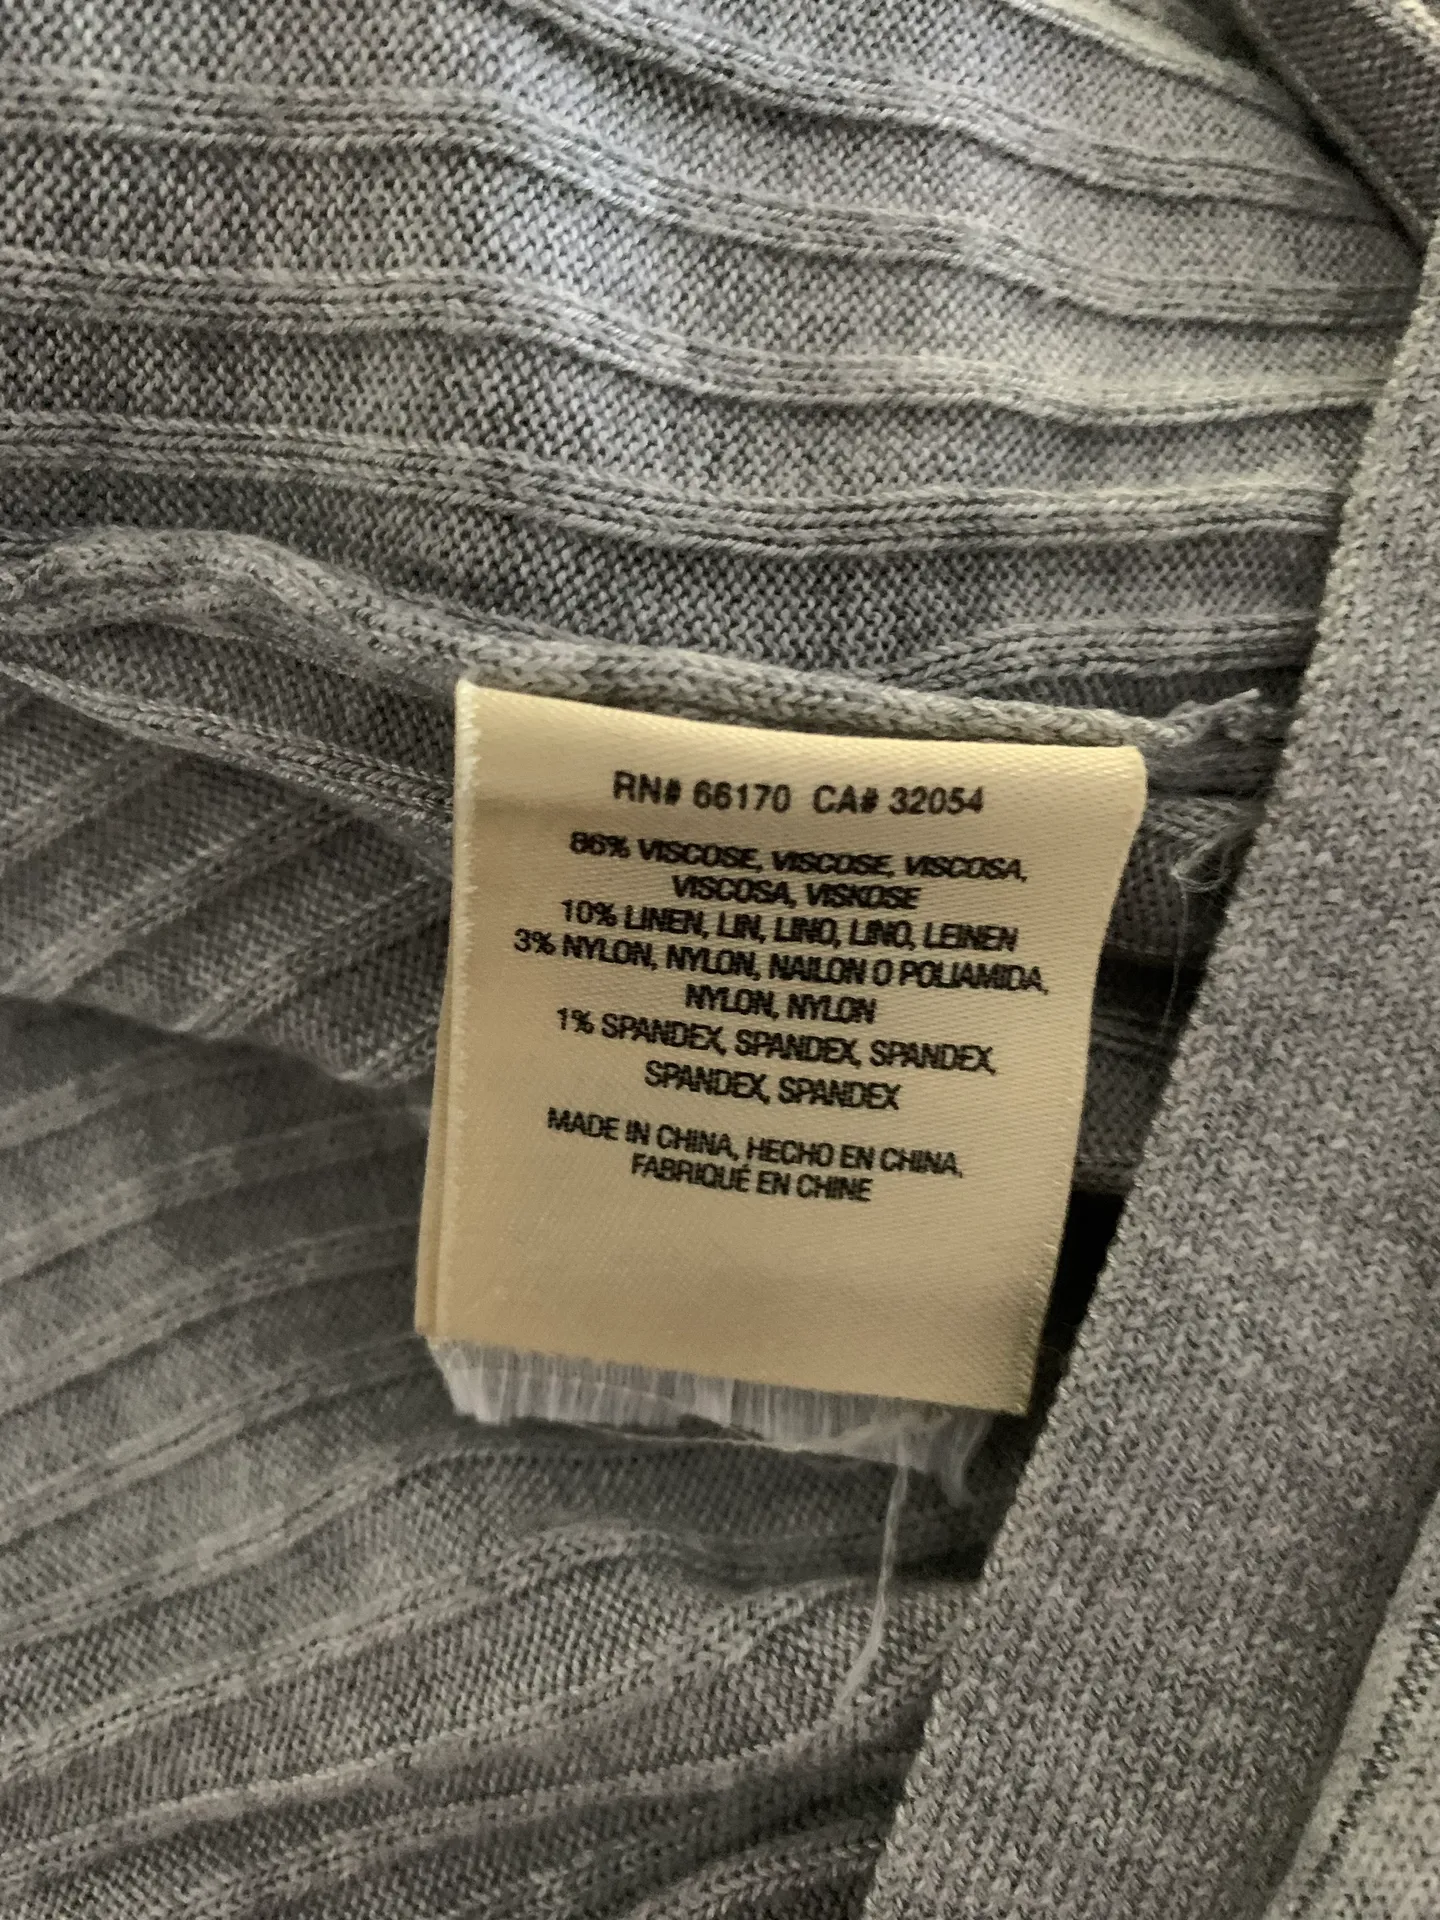 RN# 66170 CA# 32054
86% VISCOSE, VISCOSE, VISCOSA,
VISCOSA, VISKOSE
10% LINEN, LIN, LINO, LINO, LEINEN
3% NYLON, NYLON, NAILON O POLIAMIDA,
NYLON, NYLON
1% SPANDEX, SPANDEX, SPANDEX,
SPANDEX, SPANDEX
MADE IN CHINA, HECHO EN CHINA,
FABRIQUÉ EN CHINE